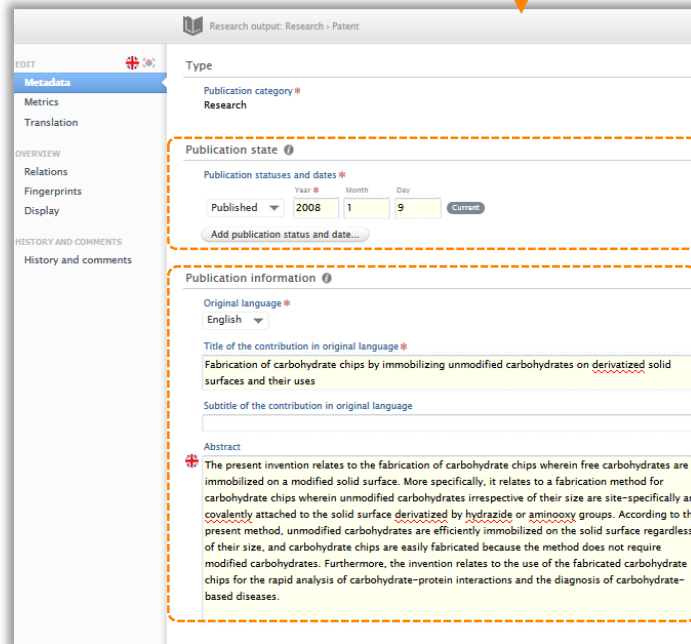 Research output: Research › Patent
EDIT
Metadata
Metrics
Translation
OVERVIEW
Relations
Fingerprints
Display
HISTORY AND COMMENTS
History and comments
Type
Publication category *
Research
Publication state
Publication statuses and dates *
Year * Month Day
Published 2008 1 9 Current
Add publication status and date...
Publication information
Original language *
English
Title of the contribution in original language *
Fabrication of carbohydrate chips by immobilizing unmodified carbohydrates on derivatized solid
surfaces and their uses
Subtitle of the contribution in original language
Abstract
The present invention relates to the fabrication of carbohydrate chips wherein free carbohydrates are
immobilized on a modified solid surface. More specifically, it relates to a fabrication method for
carbohydrate chips wherein unmodified carbohydrates irrespective of their size are site-specifically
covalently attached to the solid surface derivatized by hydrazide or aminooxy groups. According to
present method, unmodified carbohydrates are efficiently immobilized on the solid surface regardless
of their size, and carbohydrate chips are easily fabricated because the method does not require
modified carbohydrates. Furthermore, the invention relates to the use of the fabricated carbohydrate
chips for the rapid analysis of carbohydrate-protein interactions and the diagnosis of carbohydrate-
based diseases.